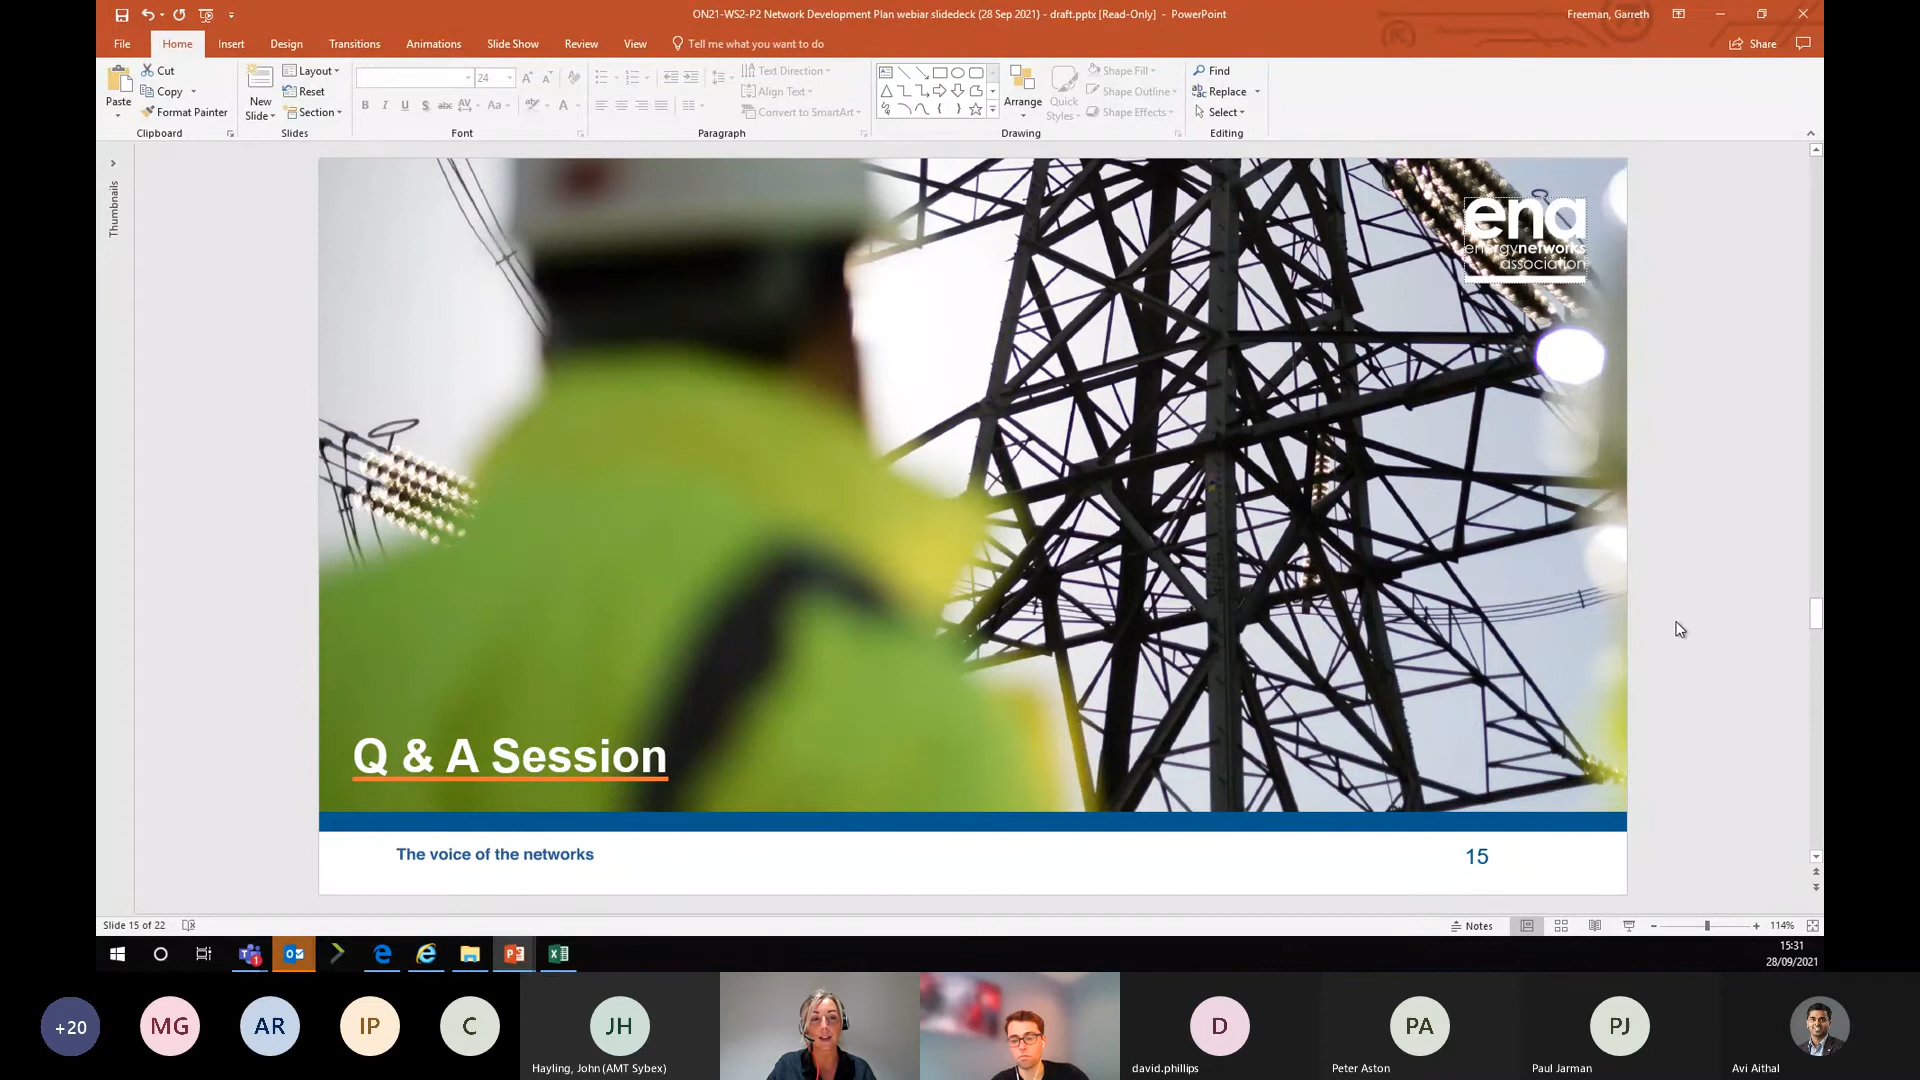 ON21-WS2-P2 Network Development Plan webiar slidedeck (28 Sep 2021) - draft.pptx [Read-Only] - PowerPoint
Freeman, Garreth
File Home Insert Design Transitions Animations Slide Show Review View Tell me what you want to do
Share
Paste
Cut
Copy
Format Painter
Clipboard
New Slide
Layout
Reset
Section
Slides
24
B I U S abc AV Aa A
Font
Text Direction
Align Text
Convert to SmartArt
Paragraph
Arrange
Quick Styles
Shape Fill
Shape Outline
Shape Effects
Drawing
Find
Replace
Select
Editing
Thumbnails
ena
energynetworks
association
Q & A Session
The voice of the networks
15
Slide 15 of 22
Notes
114%
15:31
28/09/2021
+20
MG
AR
IP
C
JH
Hayling, John (AMT Sybex)
D
david.phillips
PA
Peter Aston
PJ
Paul Jarman
Avi Aithal